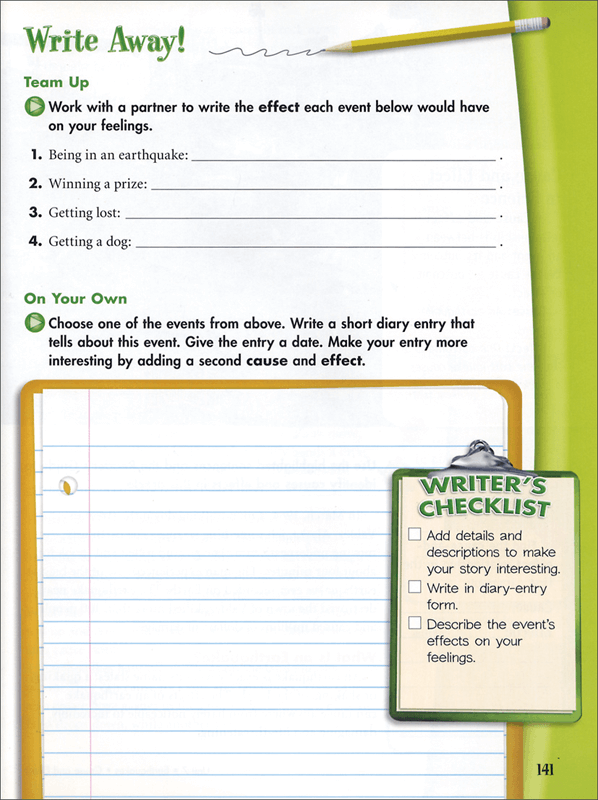 Write Away!
Team Up
Work with a partner to write the effect each event below would have
on your feelings.
1. Being in an earthquake: .
2. Winning a prize: .
3. Getting lost: .
4. Getting a dog: .
On Your Own
Choose one of the events from above. Write a short diary entry that
tells about this event. Give the entry a date. Make your entry more
interesting by adding a second cause and effect.
WRITER'S
CHECKLIST
Add details and
descriptions to make
your story interesting.
Write in diary-entry
form.
Describe the event's
effects on your
feelings.
141